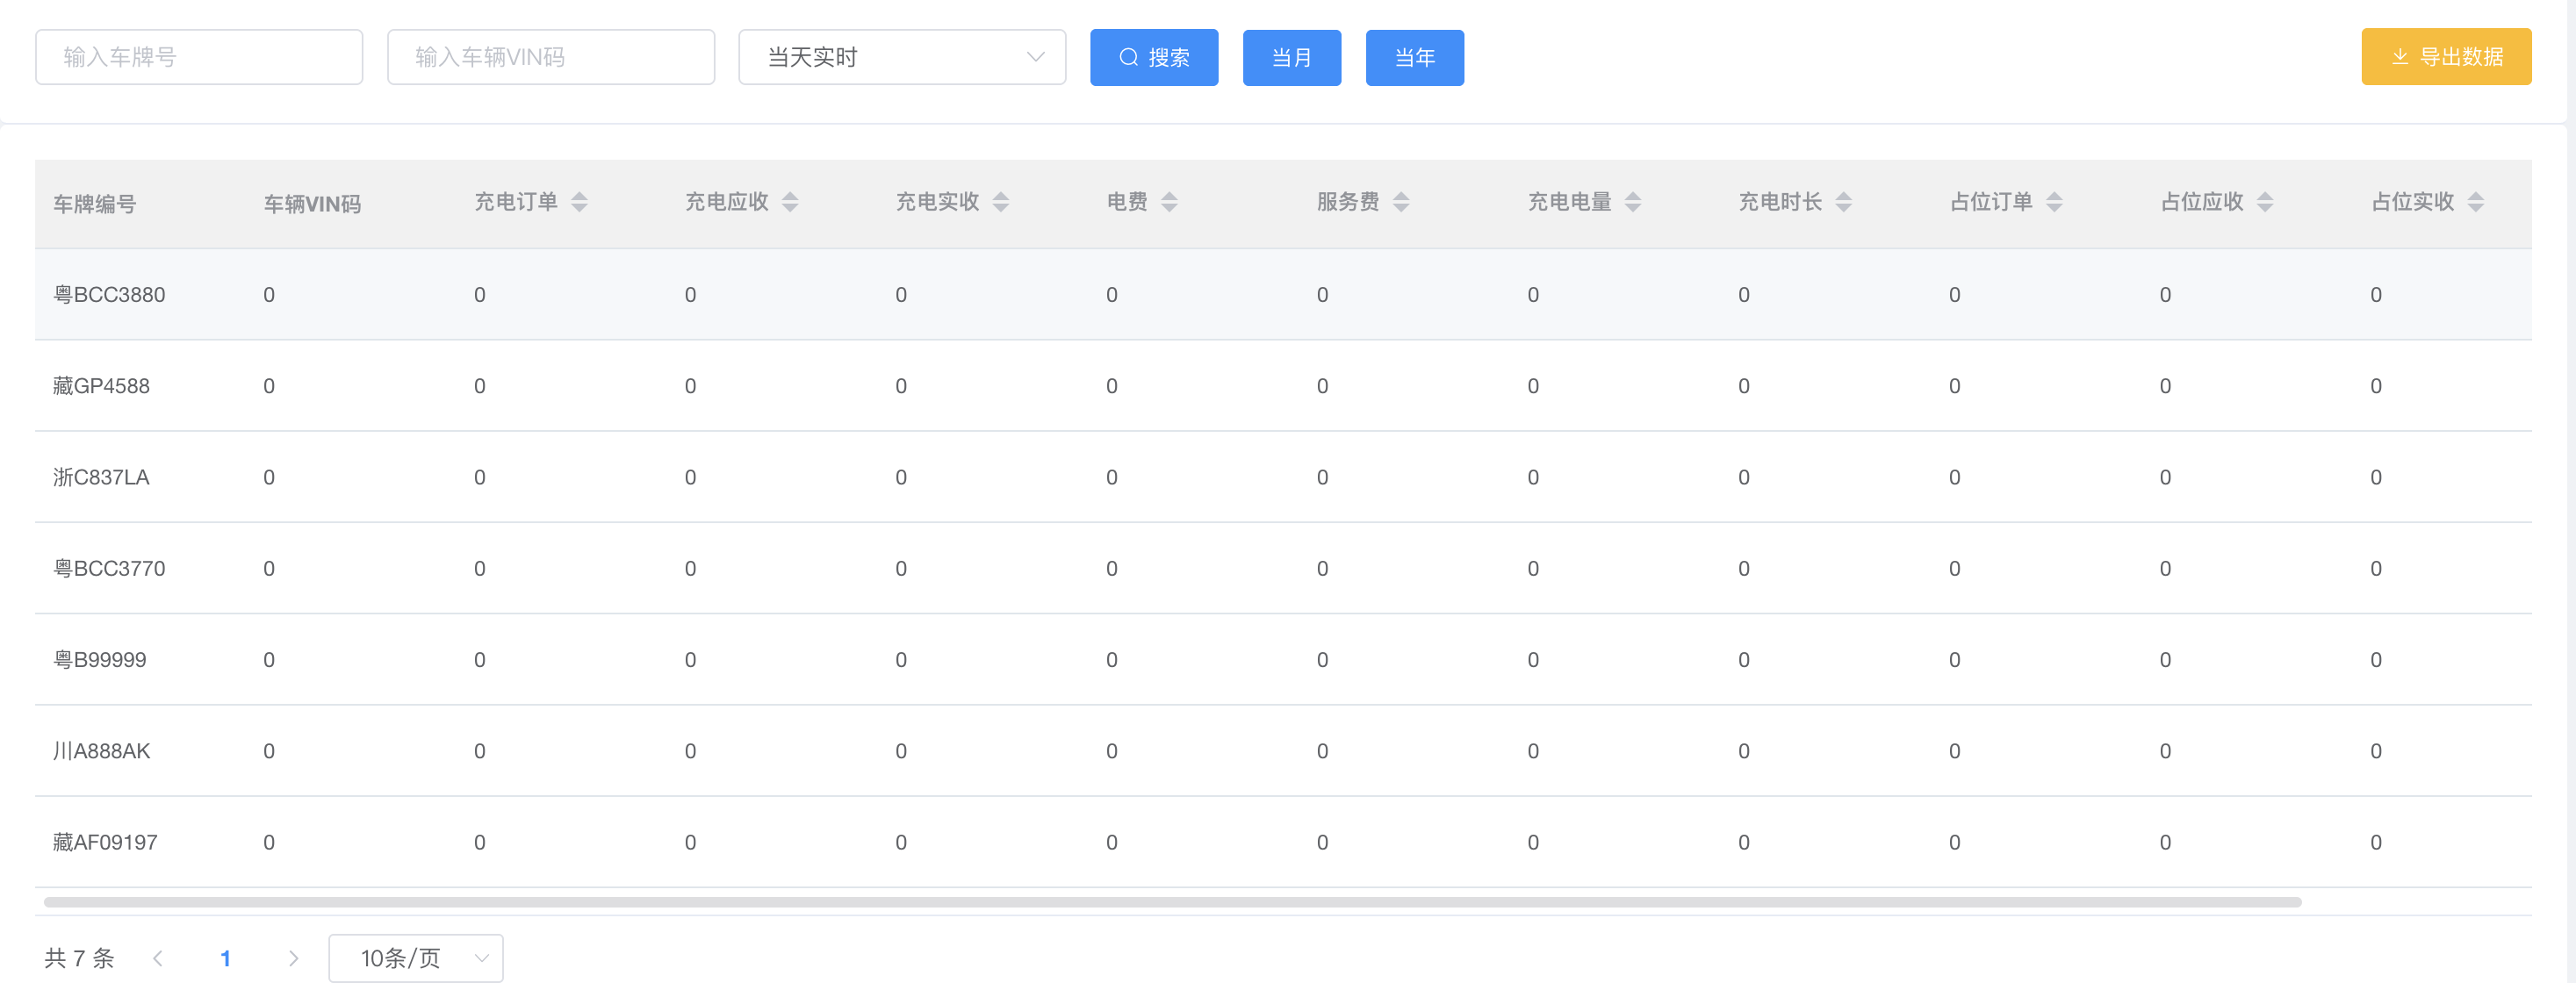 输入车牌号 输入车辆VIN码 当天实时 搜索 当月 当年 导出数据
车牌编号 车辆VIN码 充电订单 充电应收 充电实收 电费 服务费 充电电量 充电时长 占位订单 占位应收 占位实收
粤BCC3880 0 0 0 0 0 0 0 0 0 0 0
藏GP4588 0 0 0 0 0 0 0 0 0 0 0
浙C837LA 0 0 0 0 0 0 0 0 0 0 0
粤BCC3770 0 0 0 0 0 0 0 0 0 0 0
粤B99999 0 0 0 0 0 0 0 0 0 0 0
川A888AK 0 0 0 0 0 0 0 0 0 0 0
藏AF09197 0 0 0 0 0 0 0 0 0 0 0
共 7 条 1 10条/页